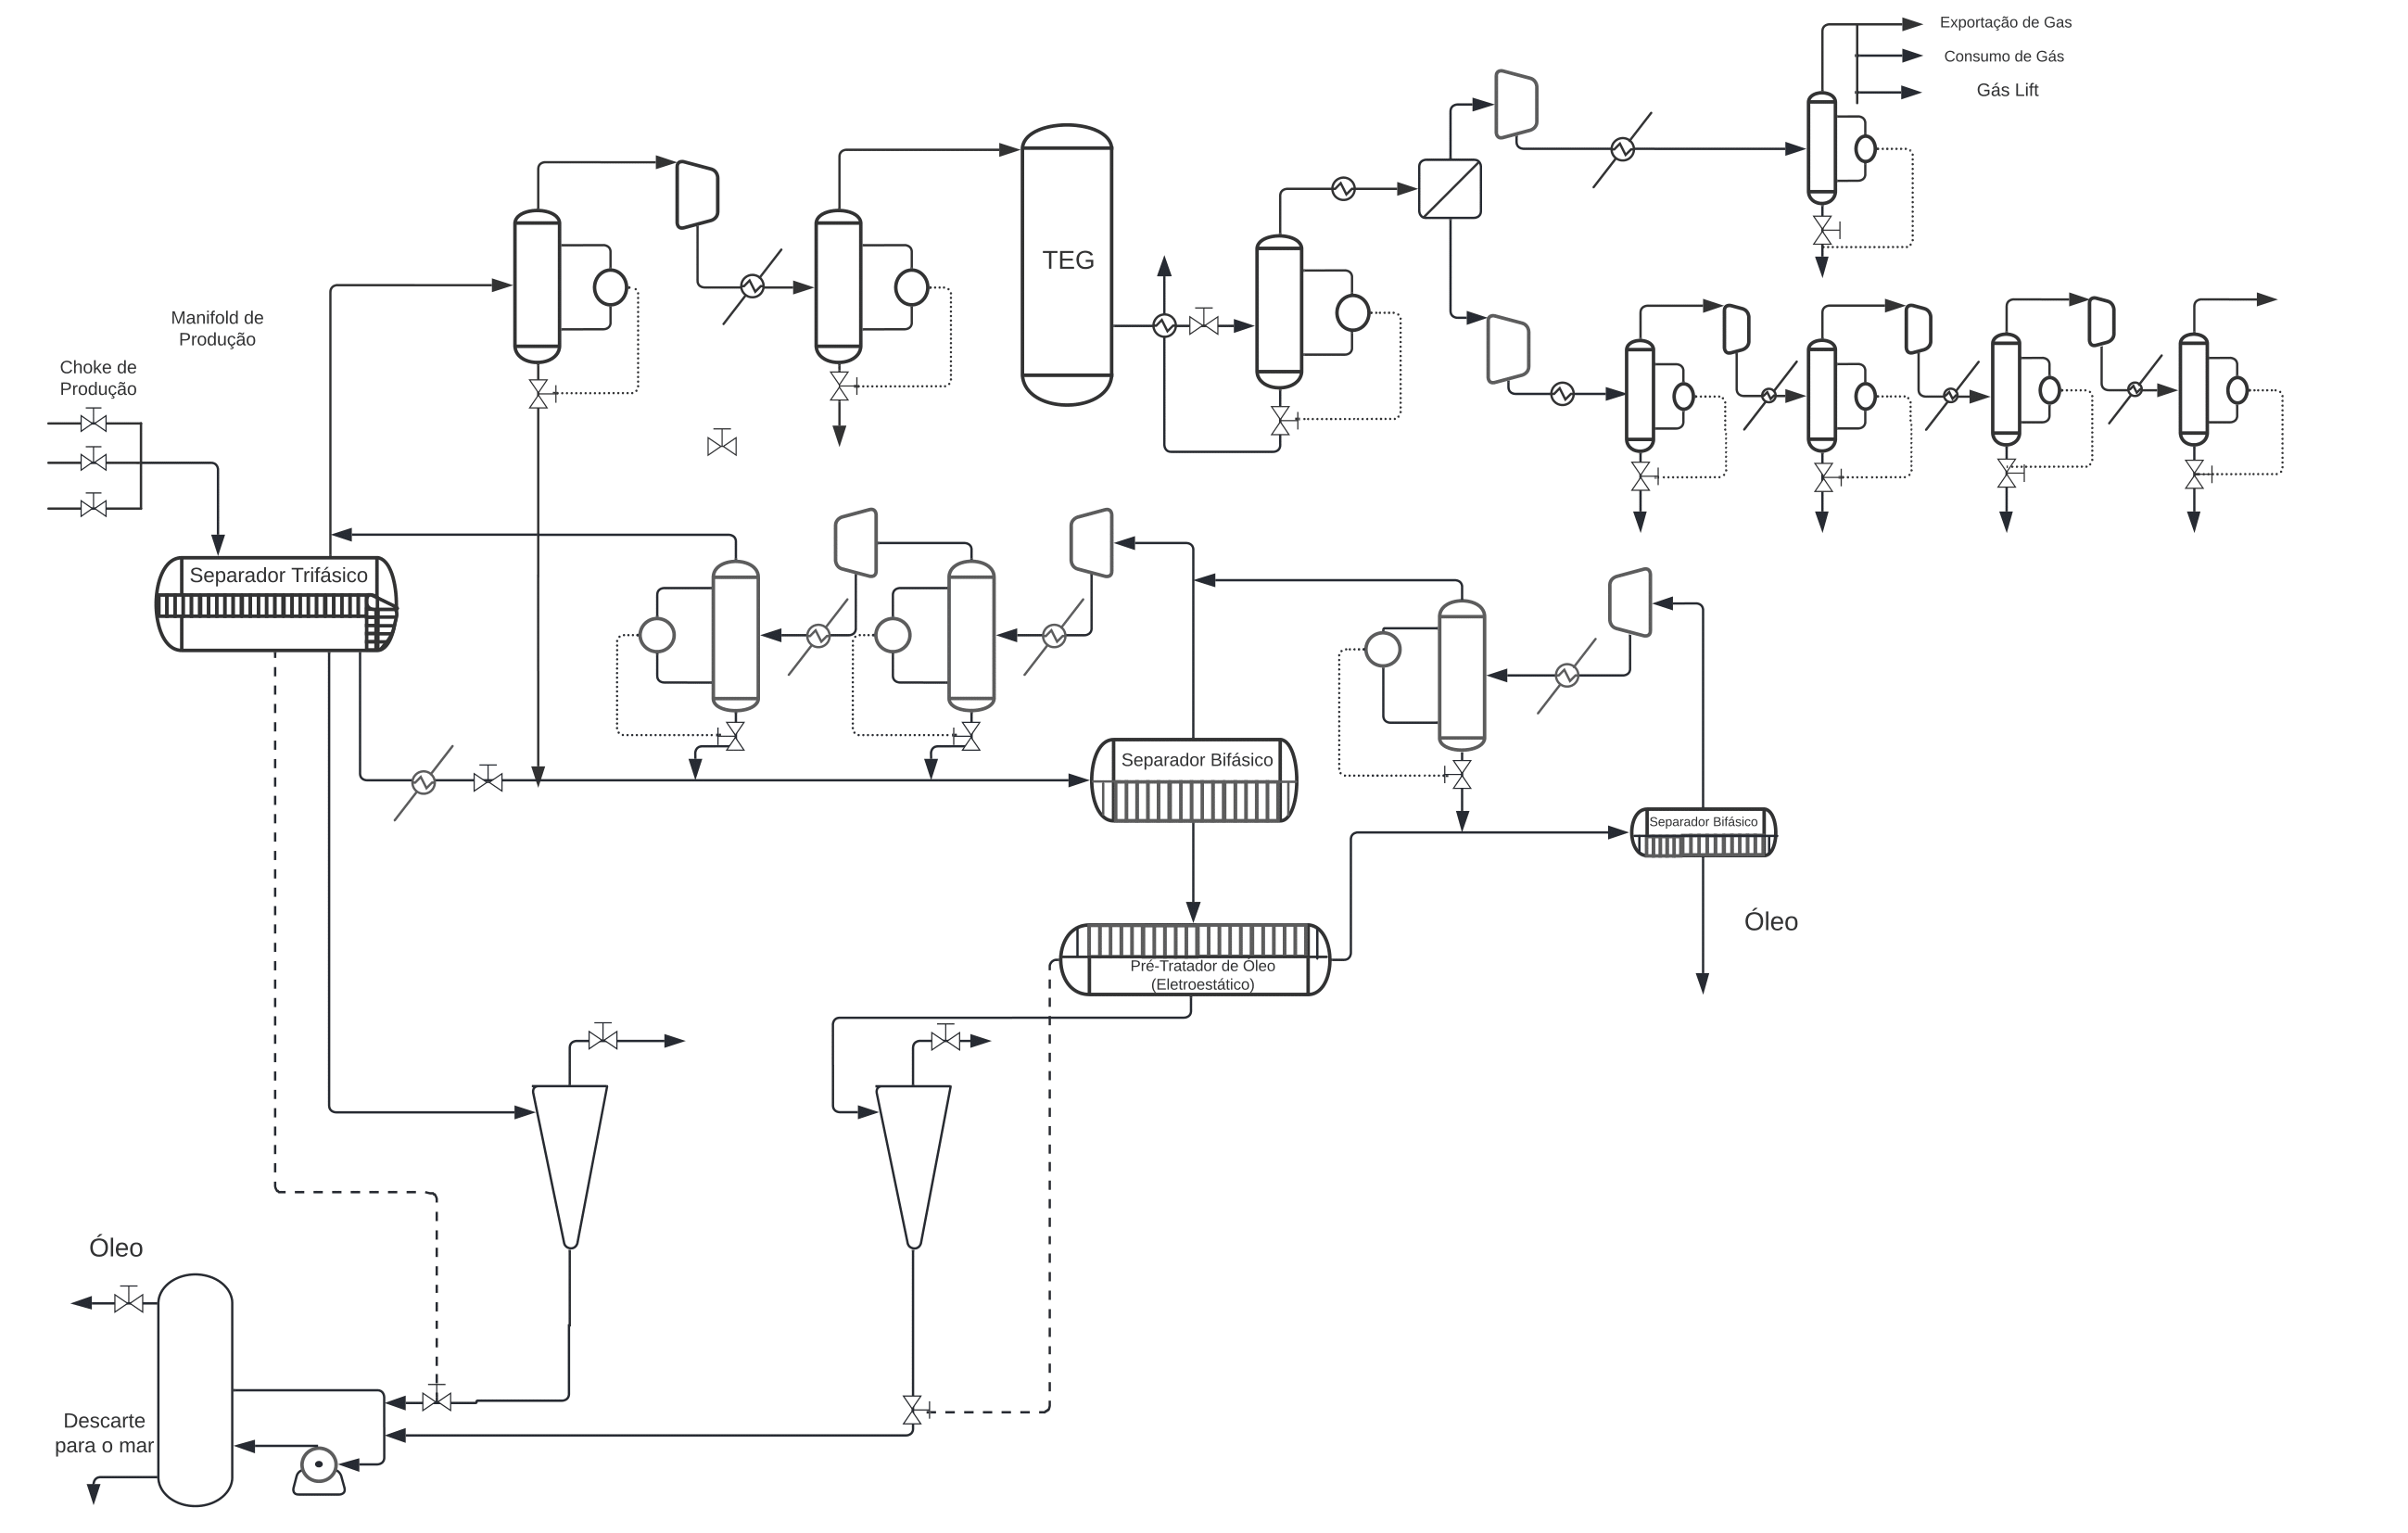 Exportação de Gas
Consumo de Gás
Gás Lift
TEG
Manifold de
Produção
Choke de
Produção
Separador Trifásico
Separador Bifásico
Separador Bifásico
Óleo
Pré-Tratador de Óleo
(Eletroestático)
Óleo
Descarte
para o mar